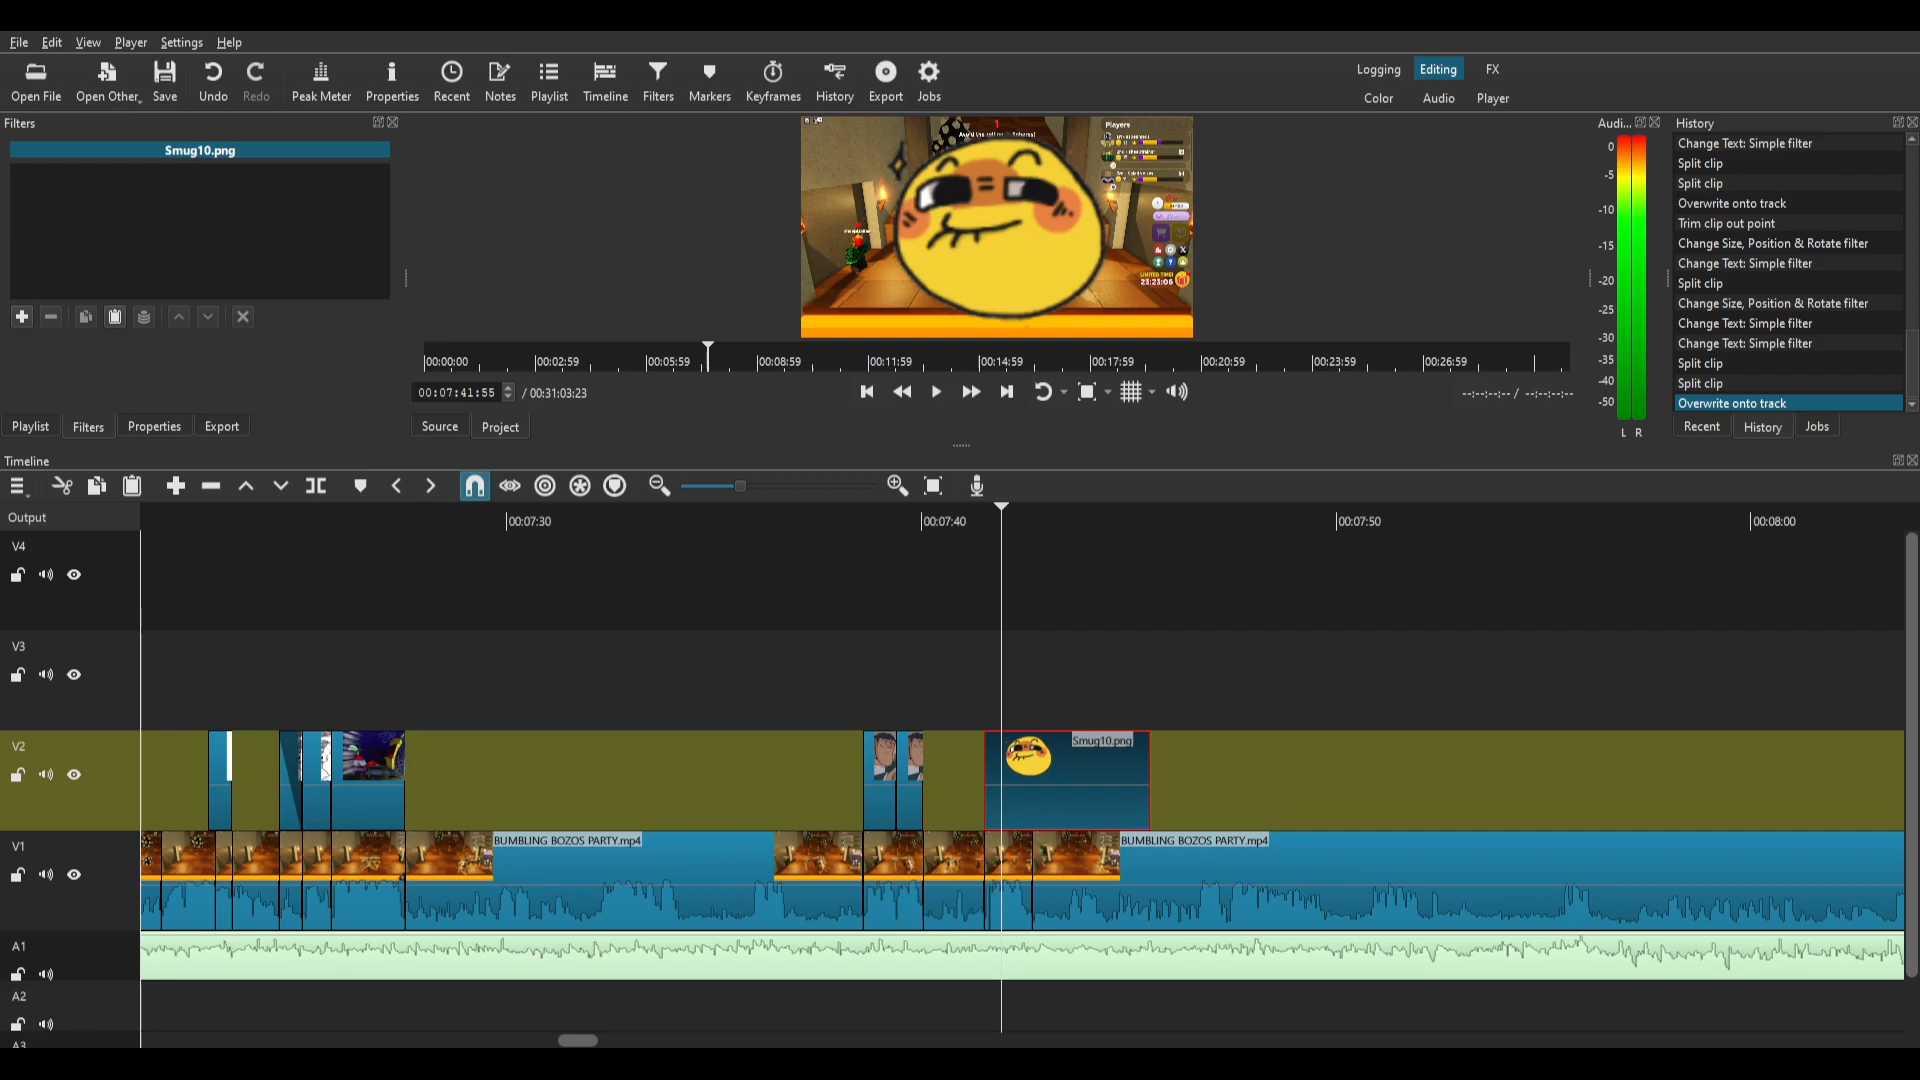 File Edit View Player Settings Help
Open File Open Other Save Undo Redo Peak Meter Properties Recent Notes Playlist Timeline Filters Markers Keyframes History Export Jobs
Logging Editing FX
Color Audio Player
Filters
Smug10.png
Players
LIMITED TIME!
23:23:06
Audi...
0
-5
-10
-15
-20
-25
-30
-35
-40
-50
L R
History
Change Text: Simple filter
Split clip
Split clip
Overwrite onto track
Trim clip out point
Change Size, Position & Rotate filter
Change Text: Simple filter
Split clip
Change Size, Position & Rotate filter
Change Text: Simple filter
Change Text: Simple filter
Split clip
Split clip
Overwrite onto track
00:00:00 00:02:59 00:05:59 00:08:59 00:11:59 00:14:59 00:17:59 00:20:59 00:23:59 00:26:59
00:07:41:55 / 00:31:03:23
--:--:--:-- / --:--:--:--
Playlist Filters Properties Export
Source Project
Recent History Jobs
Timeline
Output
00:07:30 00:07:40 00:07:50 00:08:00
V4
V3
V2
Smug10.png
V1
BUMBLING BOZOS PARTY.mp4 BUMBLING BOZOS PARTY.mp4
A1
A2
A3